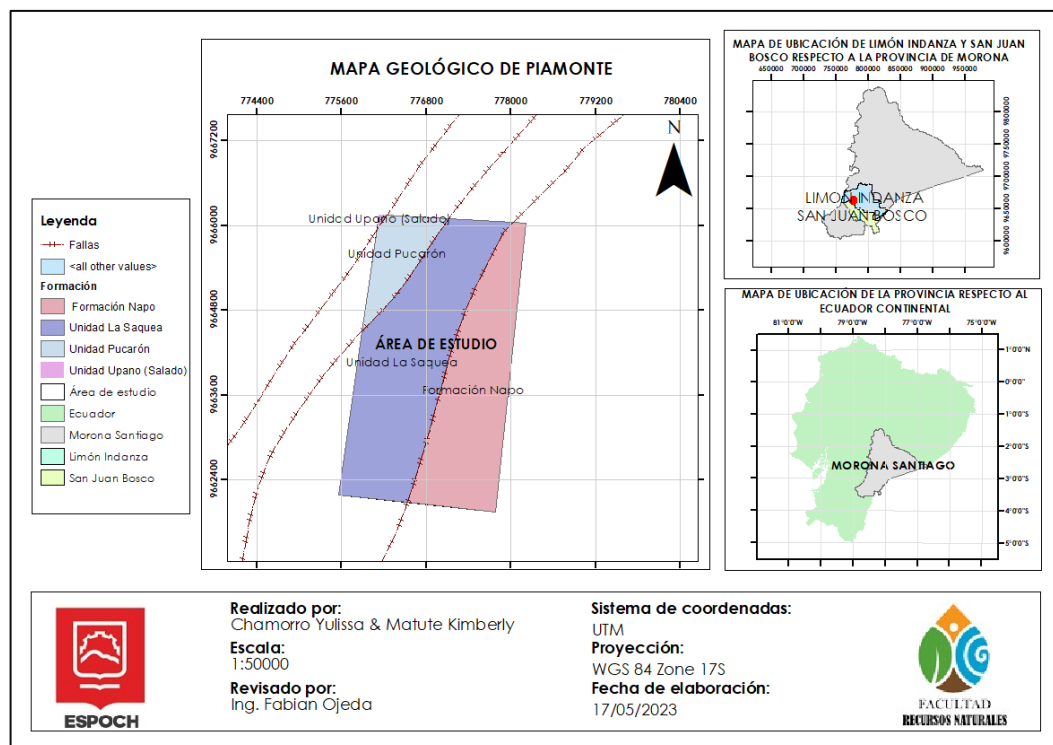 MAPA GEOLÓGICO DE PIAMONTE
774400 775600 776800 778000 779200 780400
9667200
9666000
9664800
9663600
9662400
N
Unidad Upano (Salado)
Unidad Pucarón
ÁREA DE ESTUDIO
Unidad La Saquea
Formación Napo
Leyenda
Fallas
<all other values>
Formación
Formación Napo
Unidad La Saquea
Unidad Pucarón
Unidad Upano (Salado)
Área de estudio
Ecuador
Morona Santiago
Limón Indanza
San Juan Bosco
MAPA DE UBICACIÓN DE LIMÓN INDANZA Y SAN JUAN
BOSCO RESPECTO A LA PROVINCIA DE MORONA
650000 700000 750000 800000 850000 900000 950000
9800000
9750000
9700000
9650000
9600000
LIMON INDANZA
SAN JUAN BOSCO
MAPA DE UBICACIÓN DE LA PROVINCIA RESPECTO AL
ECUADOR CONTINENTAL
81°0'0"W 79°0'0"W 77°0'0"W 75°0'0"W
1°0'0"N
0°0'0"
1°0'0"S
2°0'0"S
3°0'0"S
4°0'0"S
5°0'0"S
MORONA SANTIAGO
ESPOCH
Realizado por:
Chamorro Yulissa & Matute Kimberly
Escala:
1:50000
Revisado por:
Ing. Fabian Ojeda
Sistema de coordenadas:
UTM
Proyección:
WGS 84 Zone 17S
Fecha de elaboración:
17/05/2023
FACULTAD
RECURSOS NATURALES